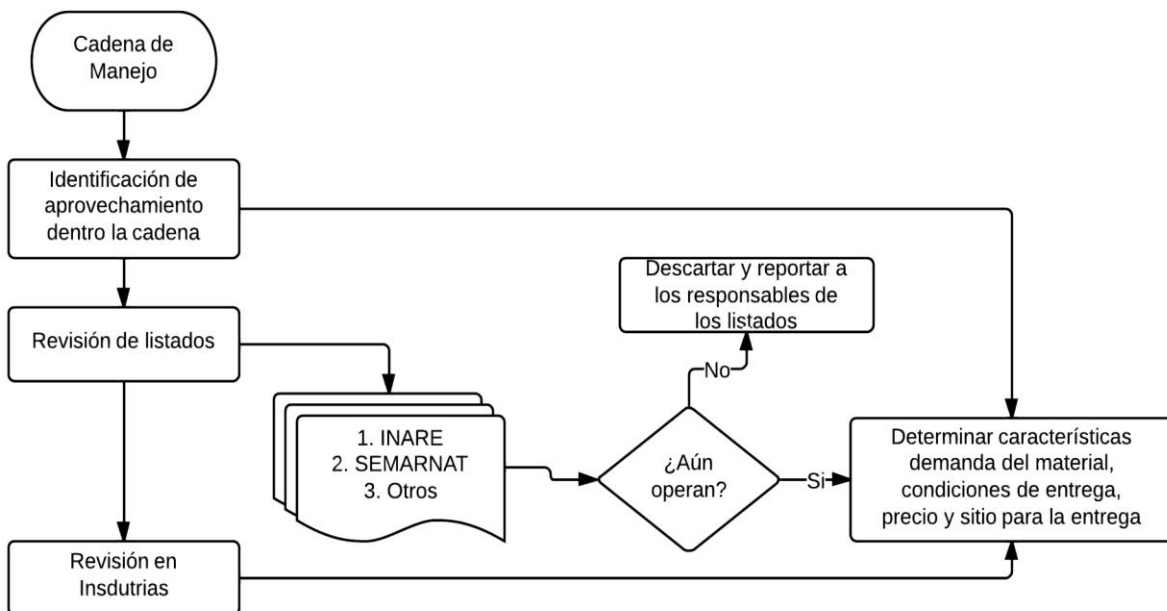 Cadena de
Manejo
Identificación de
aprovechamiento
dentro la cadena
Revisión de listados
1. INARE
2. SEMARNAT
3. Otros
Revisión en
Insdutrias
Descartar y reportar a
los responsables de
los listados
No
¿Aún
operan?
Si
Determinar características
demanda del material,
condiciones de entrega,
precio y sitio para la entrega